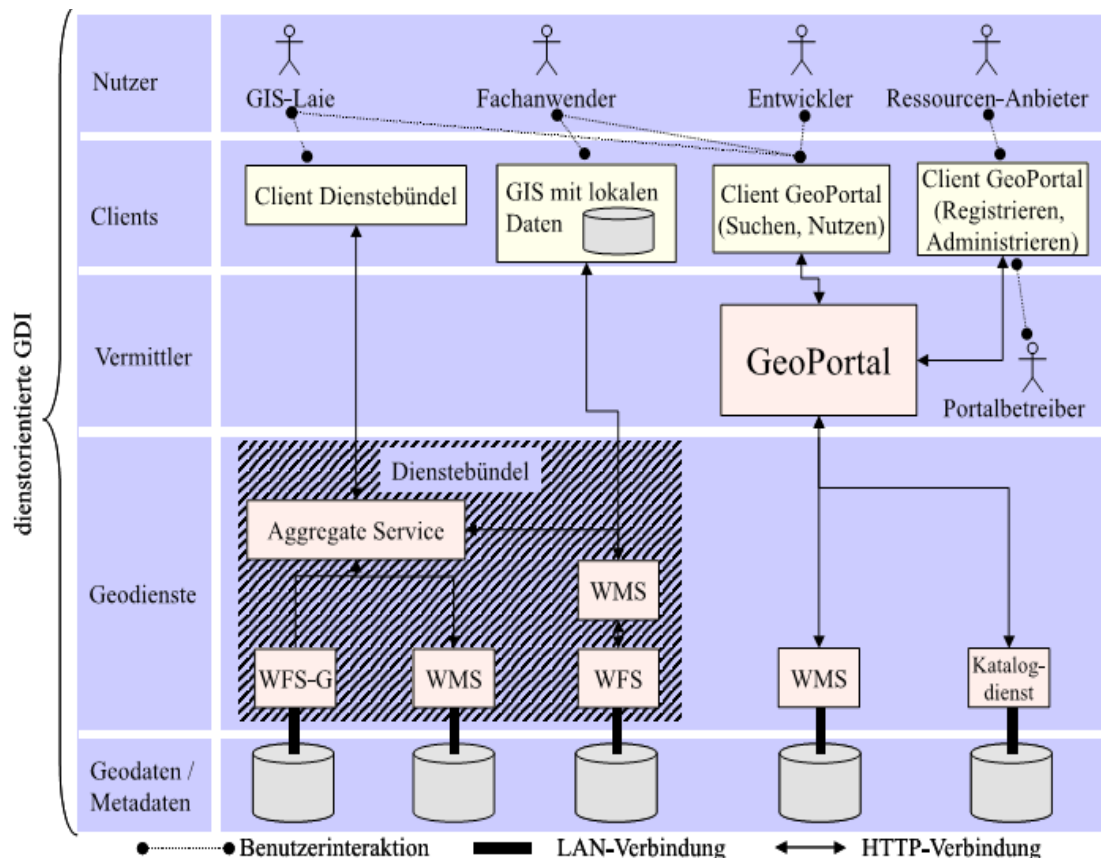 dienstorientierte GDI
Nutzer
GIS-Laie
Fachanwender
Entwickler
Ressourcen-Anbieter
Clients
Client Dienstebündel
GIS mit lokalen
Daten
Client GeoPortal
(Suchen, Nutzen)
Client GeoPortal
(Registrieren,
Administrieren)
Vermittler
GeoPortal
Portalbetreiber
Geodienste
Dienstebündel
Aggregate Service
WMS
WFS-G
WMS
WFS
WMS
Katalog-
dienst
Geodaten /
Metadaten
Benutzerinteraktion
LAN-Verbindung
HTTP-Verbindung